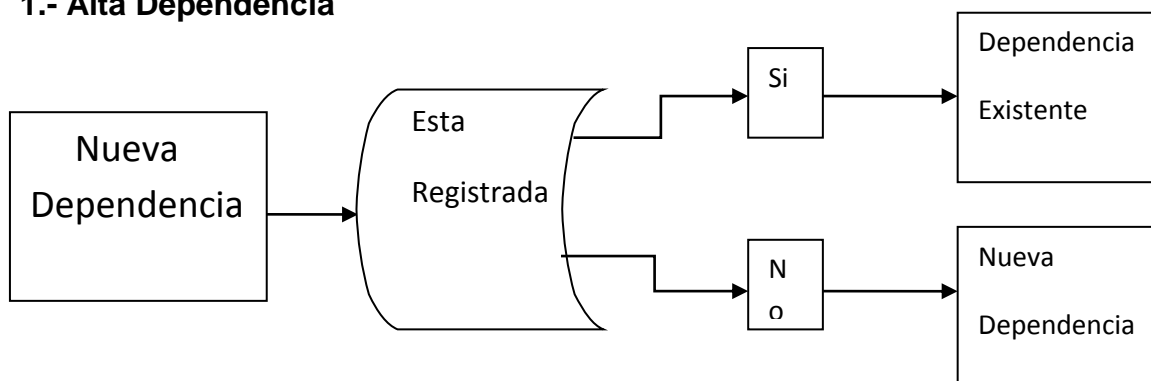 1.- Alta Dependencia
Nueva
Dependencia
Esta
Registrada
Si
Dependencia
Existente
N
o
Nueva
Dependencia